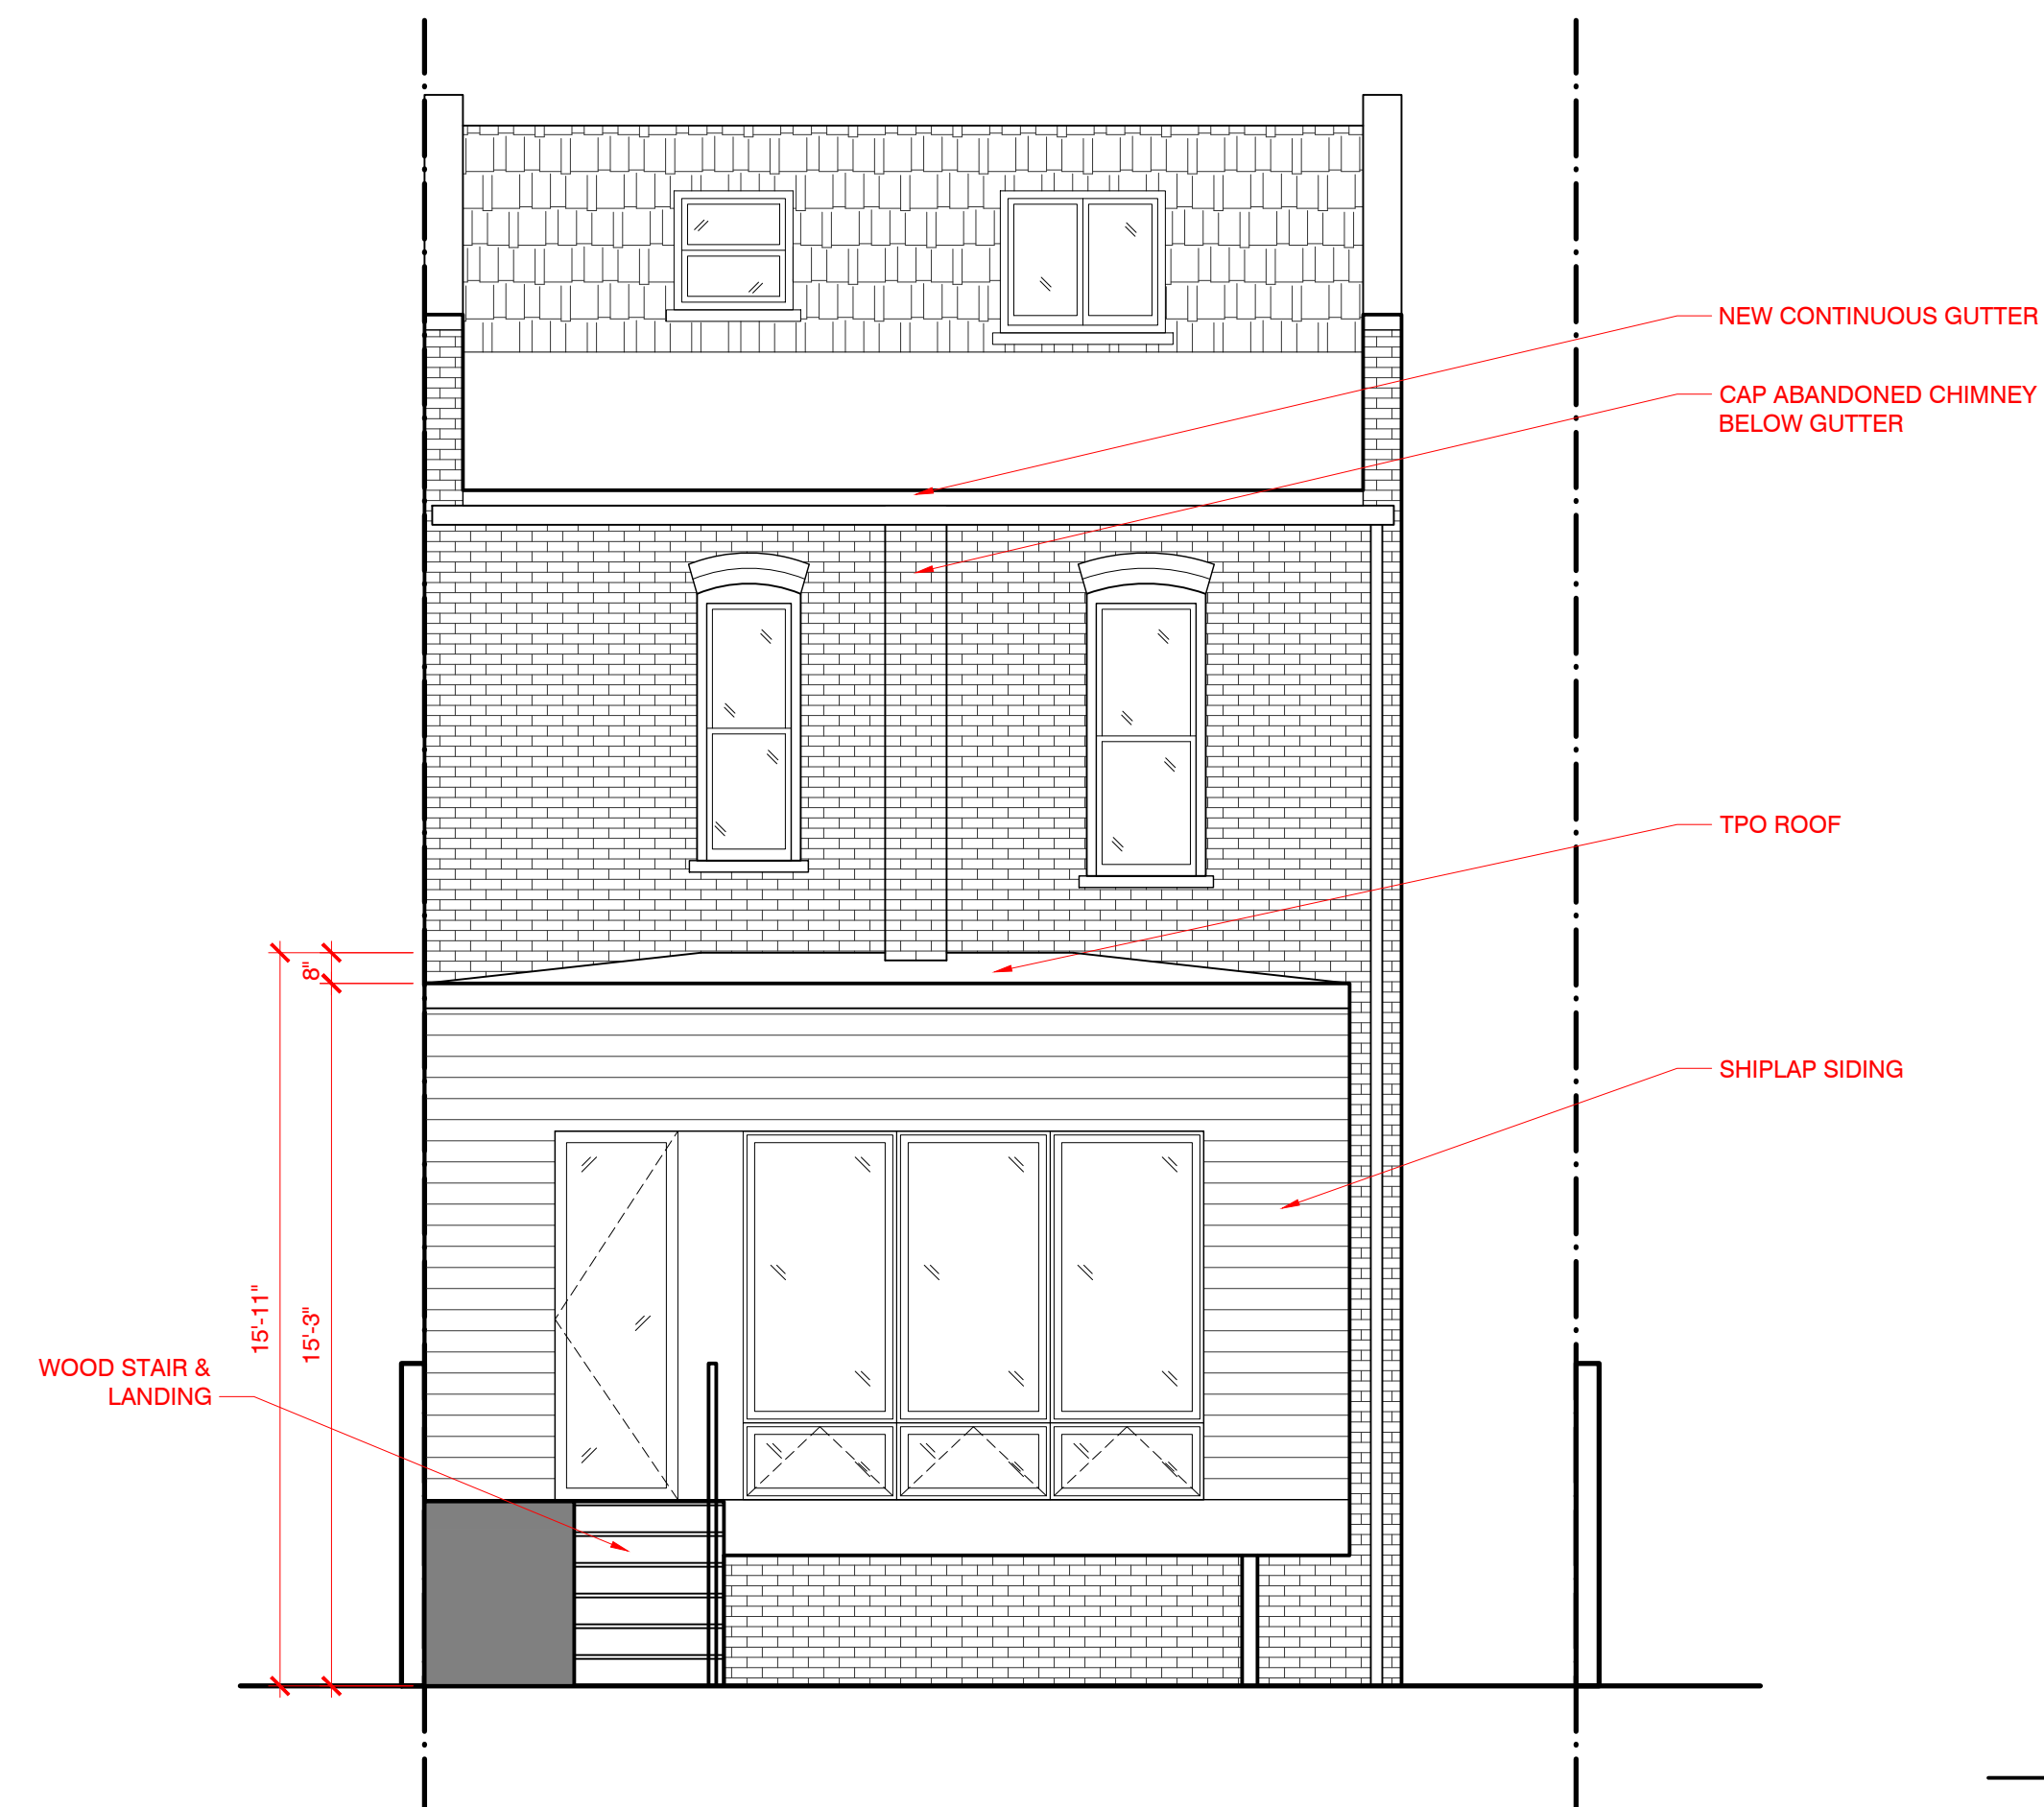 NEW CONTINUOUS GUTTER
CAP ABANDONED CHIMNEY
BELOW GUTTER
TPO ROOF
8"
SHIPLAP SIDING
15'-11"
15'-3"
WOOD STAIR &
LANDING